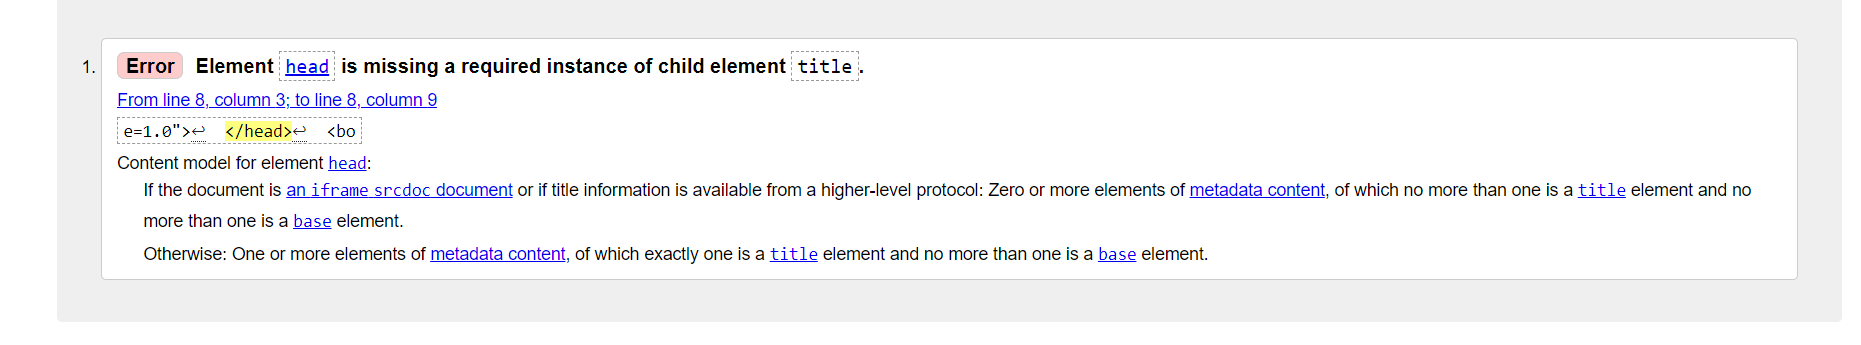 1. Error Element head is missing a required instance of child element title.
From line 8, column 3; to line 8, column 9
e=1.0">↩ </head>↩ <bo
Content model for element head:
If the document is an iframe srcdoc document or if title information is available from a higher-level protocol: Zero or more elements of metadata content, of which no more than one is a title element and no
more than one is a base element.
Otherwise: One or more elements of metadata content, of which exactly one is a title element and no more than one is a base element.